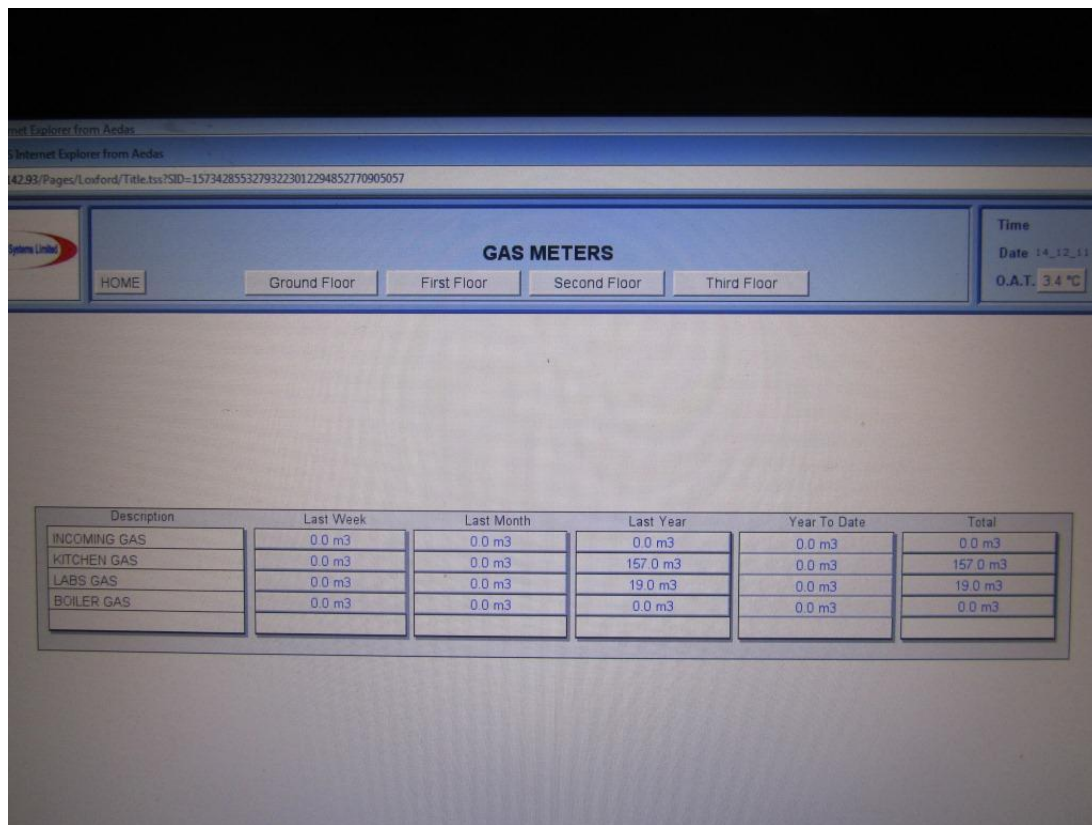 rnet Explorer from Aedas
S Internet Explorer from Aedas
142.93/Pages/Loxford/Title.tss?SID=15734285532793223012294852770905057
Systems Limited
GAS METERS
HOME
Ground Floor
First Floor
Second Floor
Third Floor
Time
Date 14_12_11
O.A.T. 3.4 °C
Description Last Week Last Month Last Year Year To Date Total
INCOMING GAS 0.0 m3 0.0 m3 0.0 m3 0.0 m3 0.0 m3
KITCHEN GAS 0.0 m3 0.0 m3 157.0 m3 0.0 m3 157.0 m3
LABS GAS 0.0 m3 0.0 m3 19.0 m3 0.0 m3 19.0 m3
BOILER GAS 0.0 m3 0.0 m3 0.0 m3 0.0 m3 0.0 m3